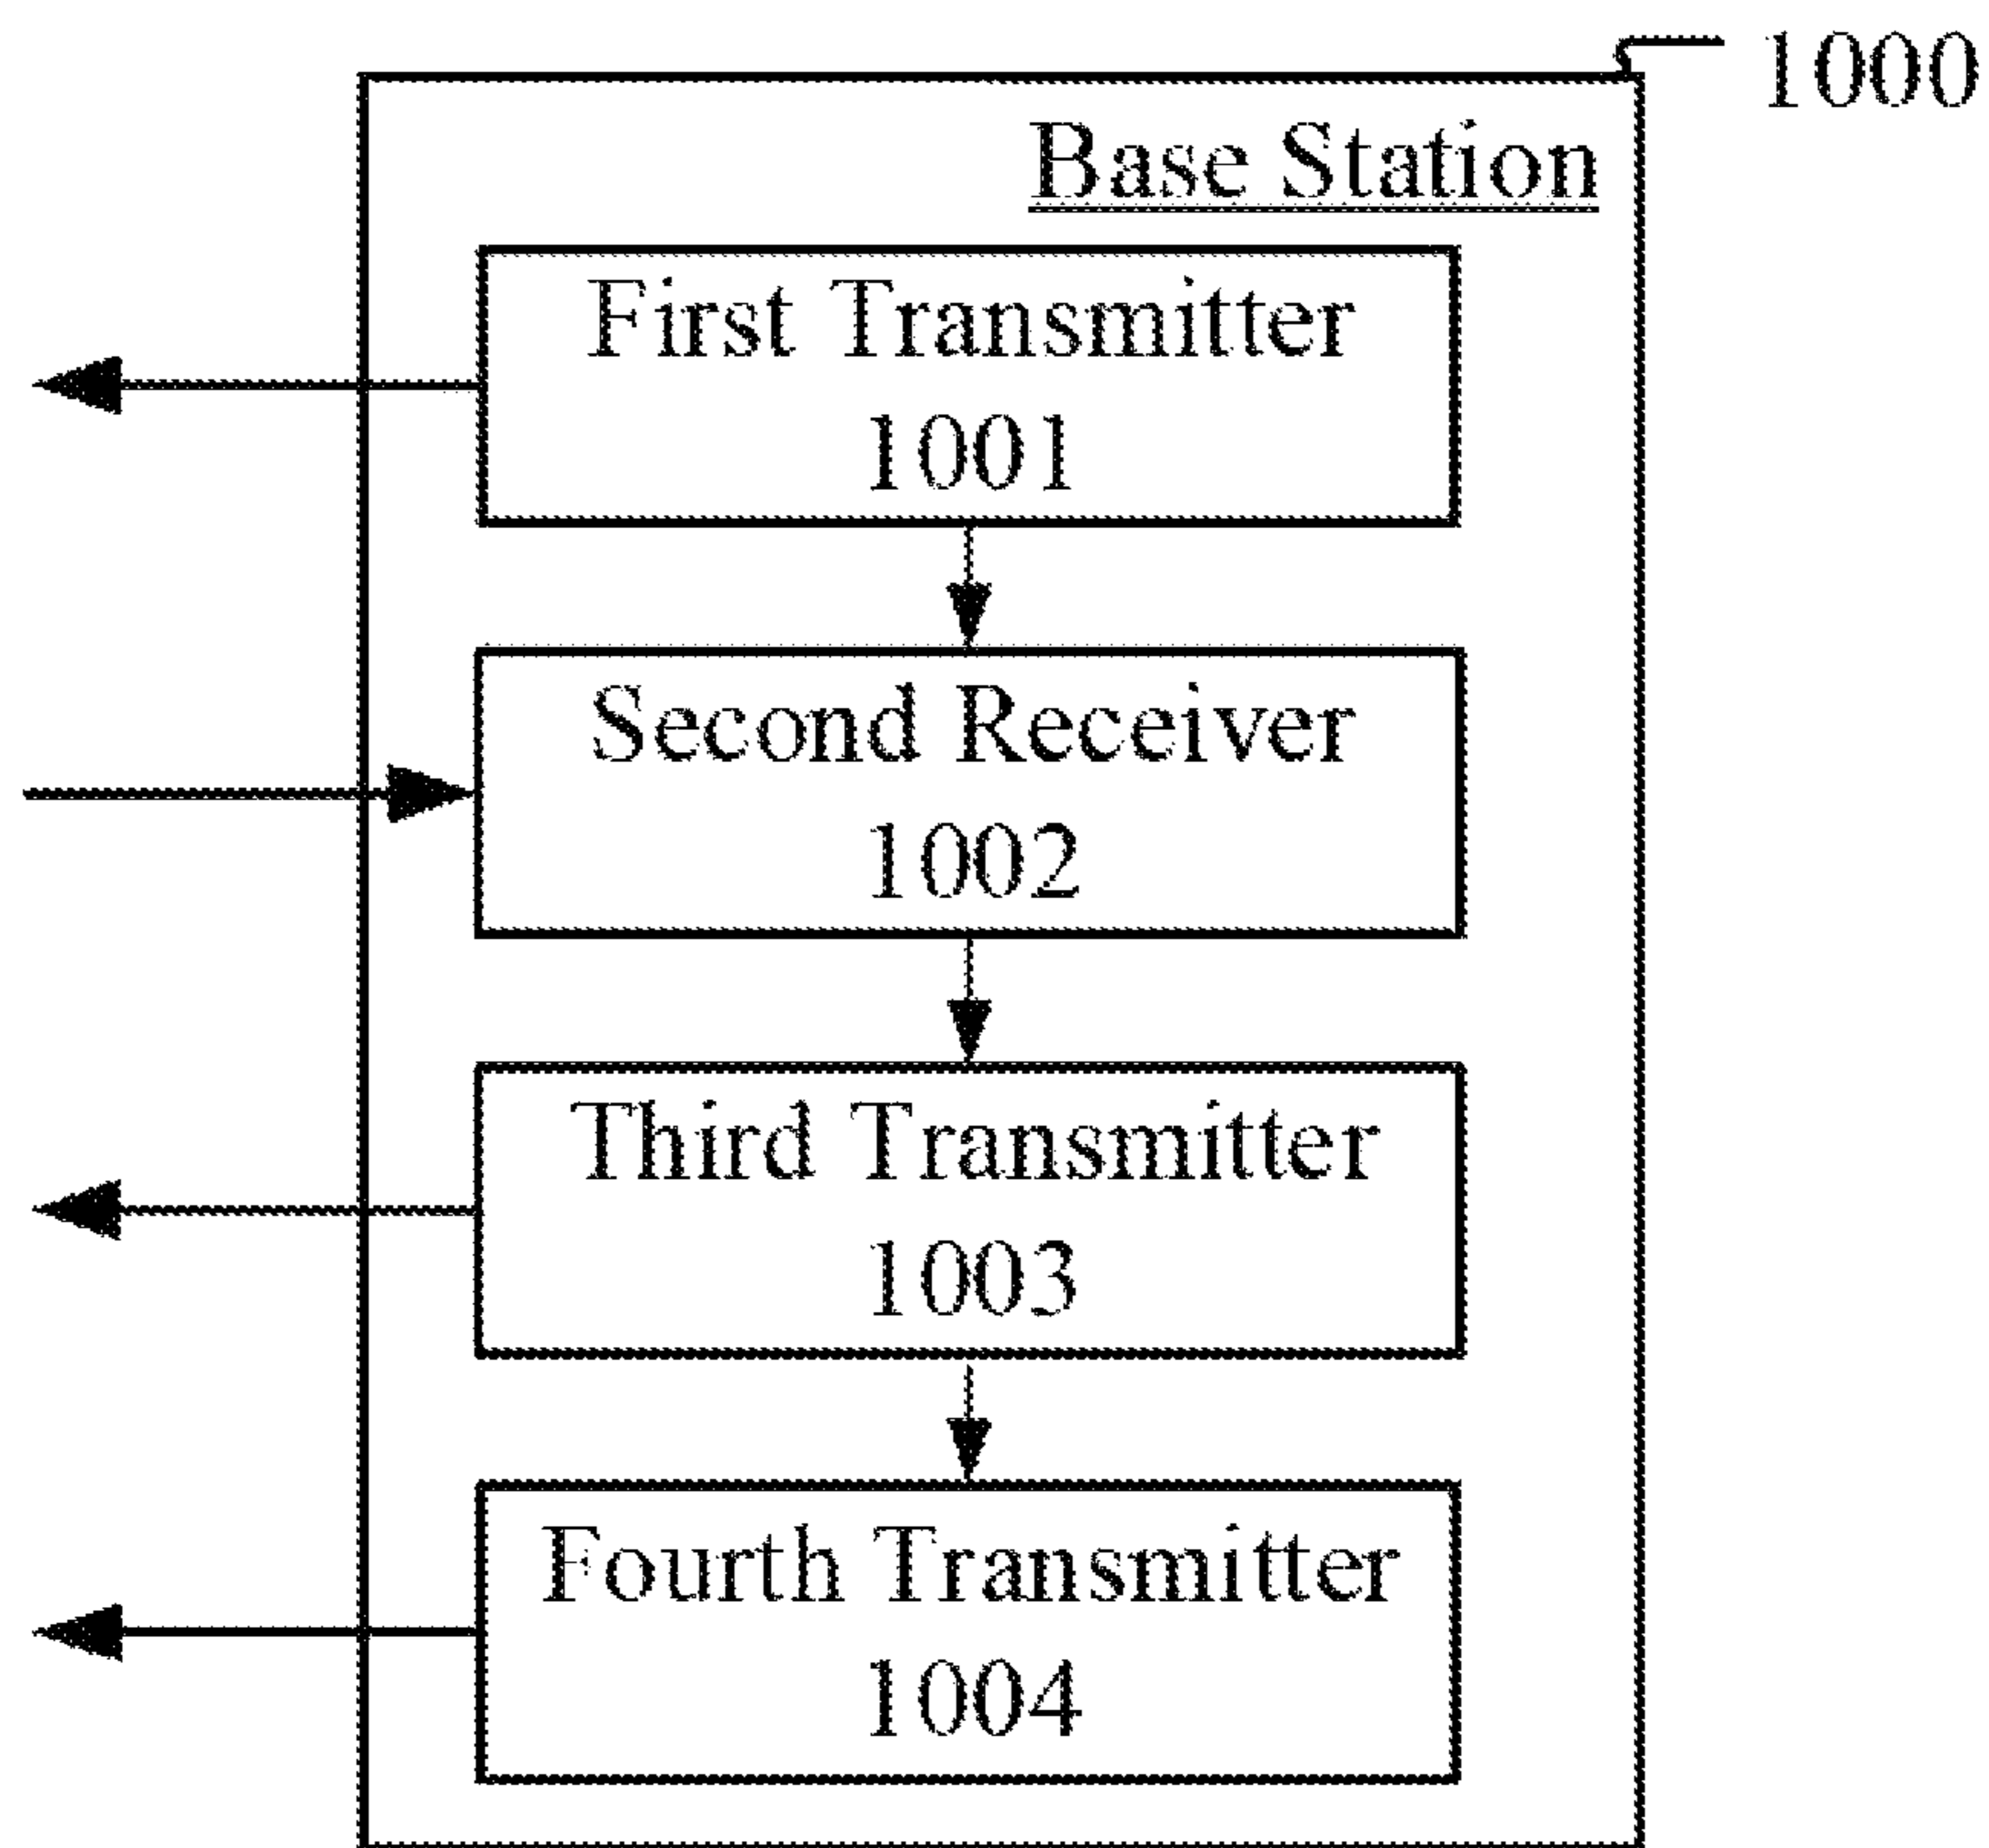 1000
Base Station
First Transmitter
1001
Second Receiver
1002
Third Transmitter
1003
Fourth Transmitter
1004